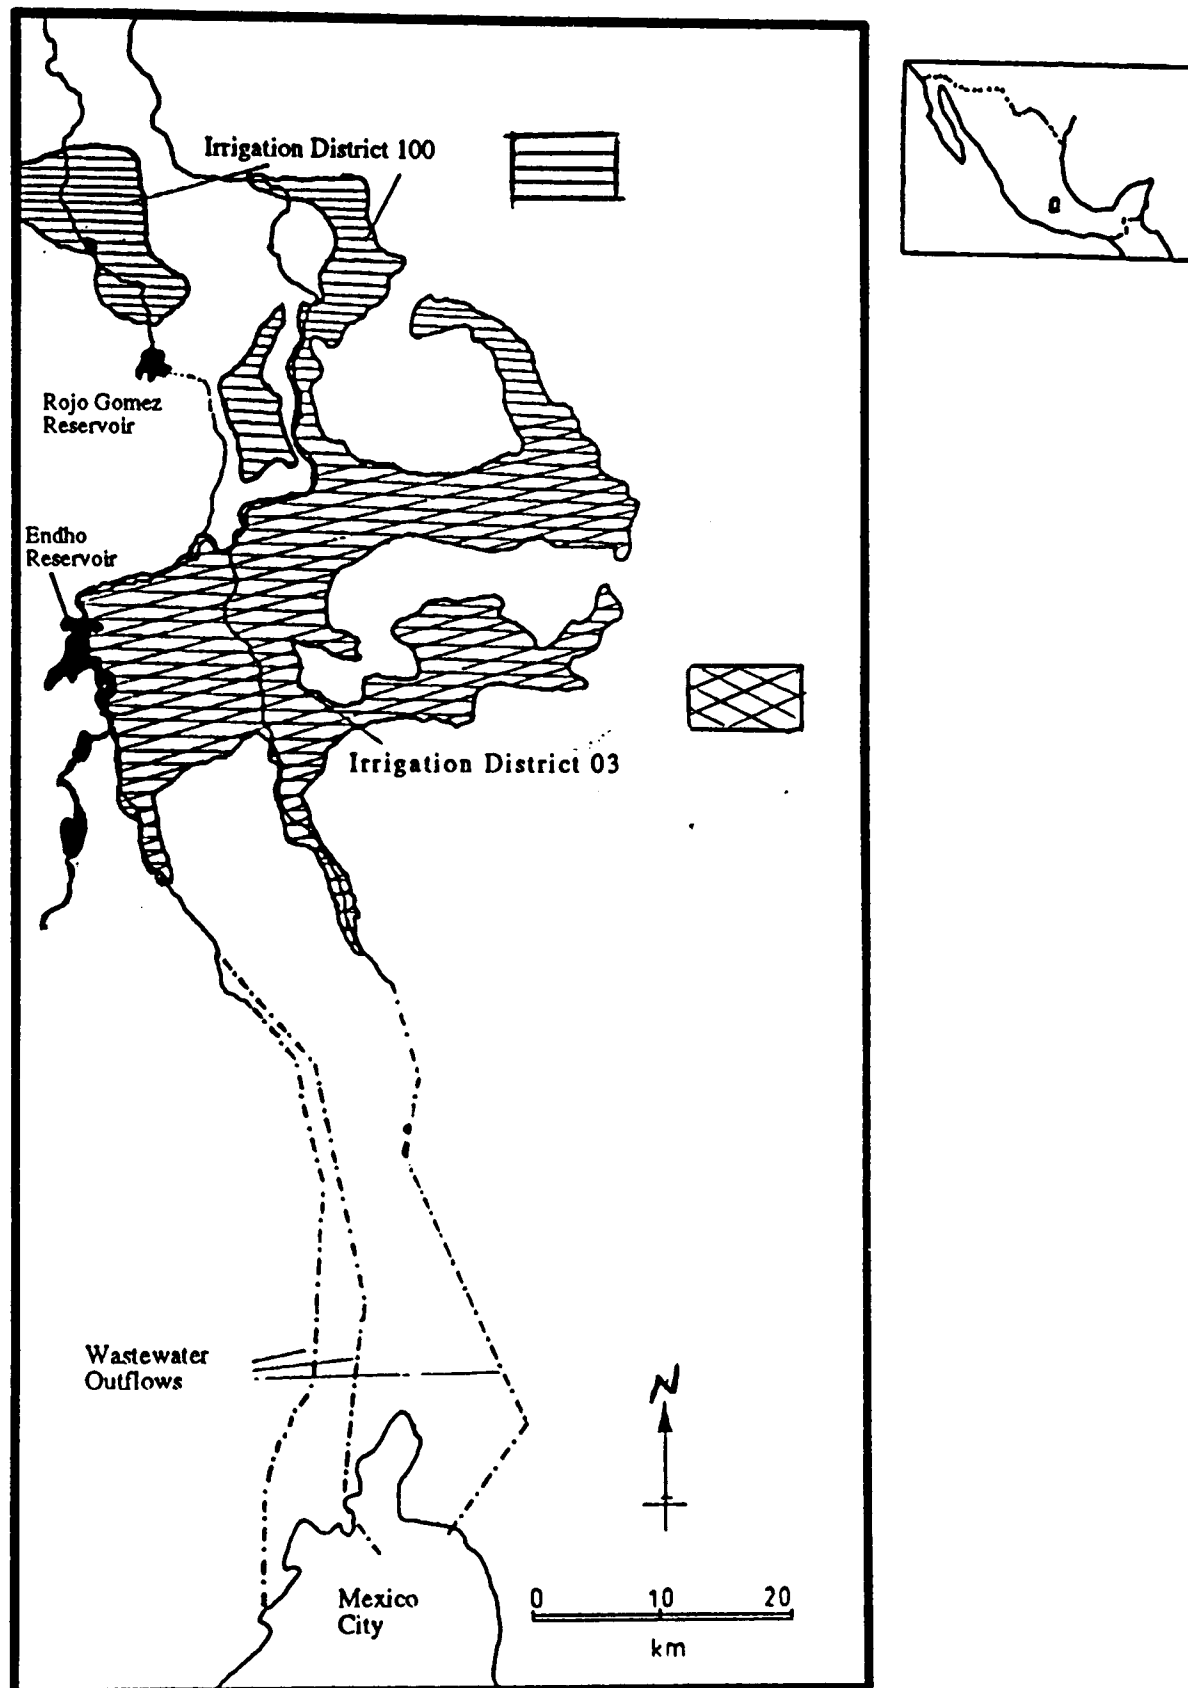 Irrigation District 100
Rojo Gomez
Reservoir
Endho
Reservoir
Irrigation District 03
Wastewater
Outflows
N
Mexico
City
0 10 20
km